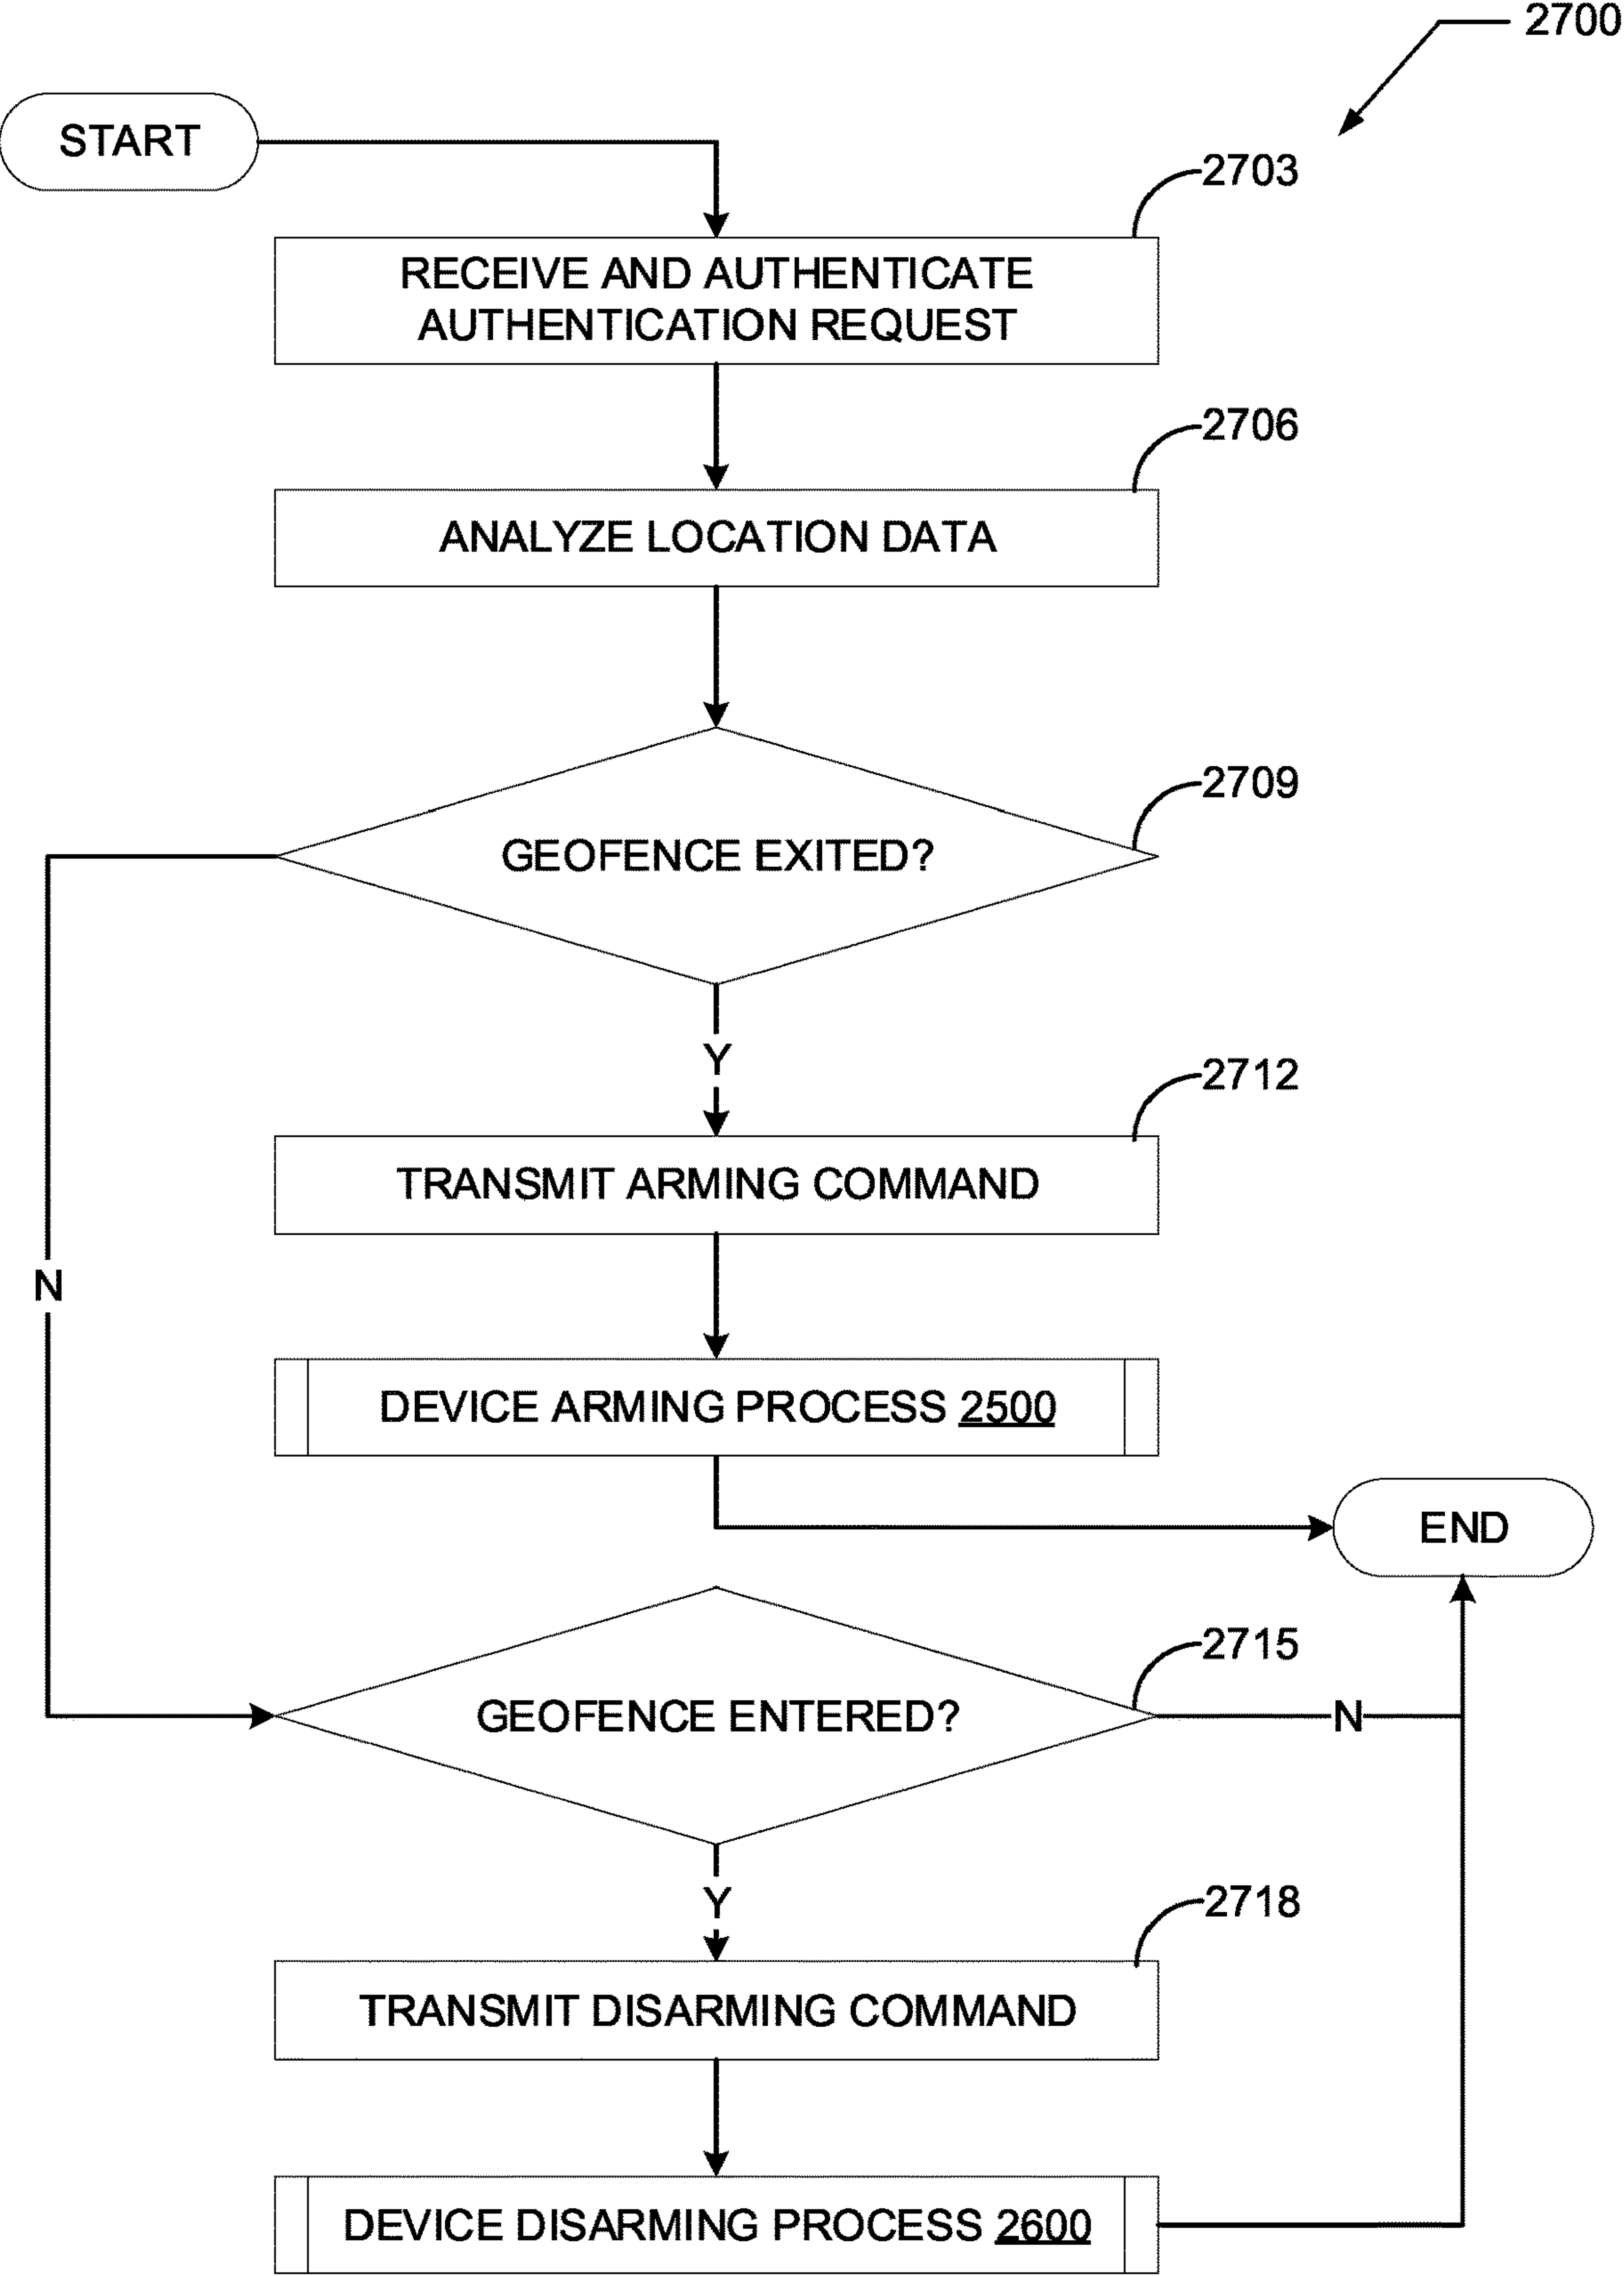 2700
START
2703
RECEIVE AND AUTHENTICATE
AUTHENTICATION REQUEST
2706
ANALYZE LOCATION DATA
2709
GEOFENCE EXITED?
Y
2712
TRANSMIT ARMING COMMAND
N
DEVICE ARMING PROCESS 2500
END
2715
GEOFENCE ENTERED?
N
Y
2718
TRANSMIT DISARMING COMMAND
DEVICE DISARMING PROCESS 2600